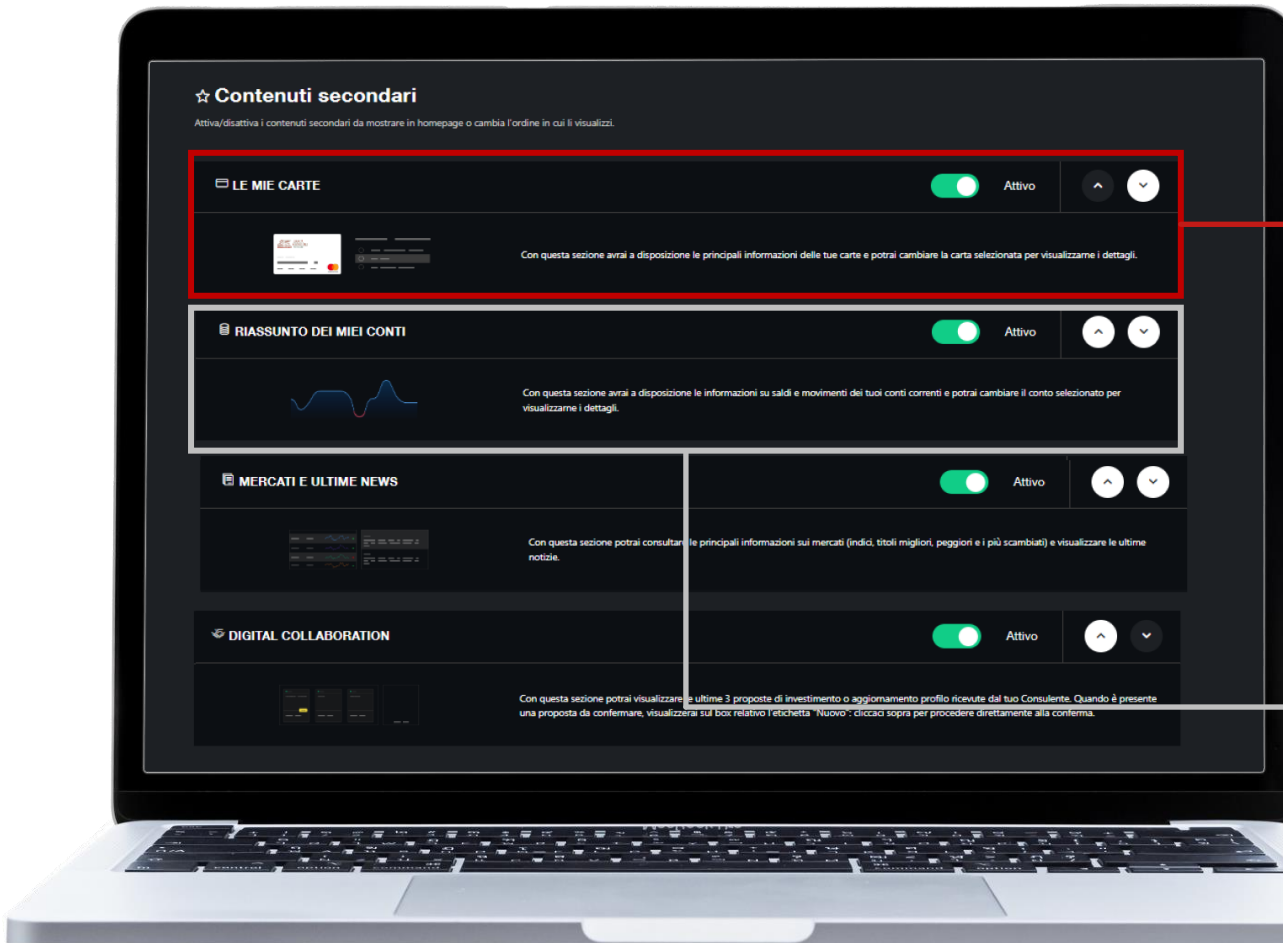 Contenuti secondari
Attiva/disattiva i contenuti secondari da mostrare in homepage o cambia l'ordine in cui li visualizzi.
LE MIE CARTE
Attivo
Con questa sezione avrai a disposizione le principali informazioni delle tue carte e potrai cambiare la carta selezionata per visualizzarne i dettagli.
RIASSUNTO DEI MIEI CONTI
Attivo
Con questa sezione avrai a disposizione le informazioni su saldi e movimenti dei tuoi conti correnti e potrai cambiare il conto selezionato per
visualizzarne i dettagli.
MERCATI E ULTIME NEWS
Attivo
Con questa sezione potrai consultare le principali informazioni sui mercati (indici, titoli migliori, peggiori e i più scambiati) e visualizzare le ultime
notizie.
DIGITAL COLLABORATION
Attivo
Con questa sezione potrai visualizzare le ultime 3 proposte di investimento o aggiornamento profilo ricevute dal tuo Consulente. Quando è presente
una proposta da confermare, visualizzerai sul box relativo l'etichetta "Nuovo": cliccaci sopra per procedere direttamente alla conferma.
control option command
command option